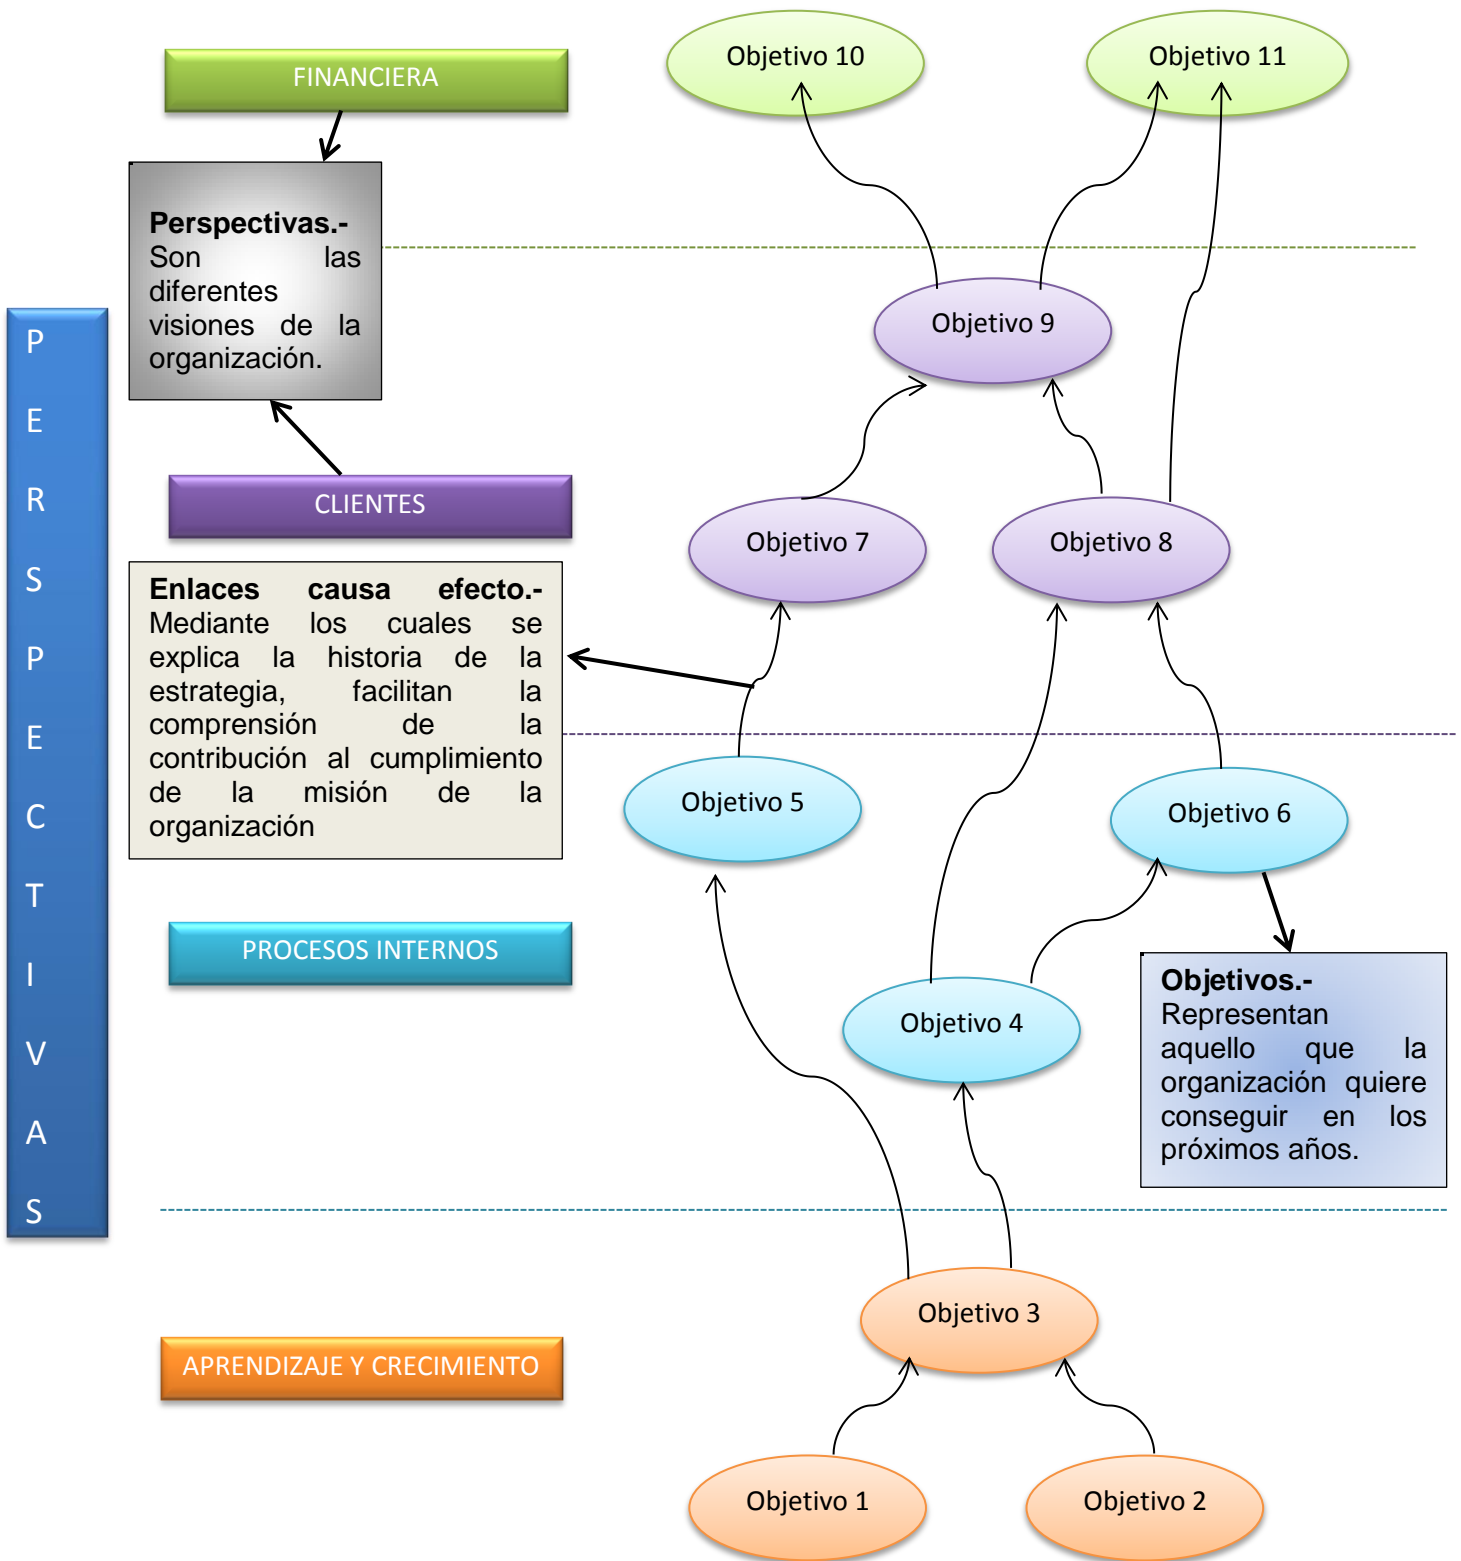 Objetivo 10
Objetivo 11
FINANCIERA
Perspectivas.-
Son las
diferentes
visiones de la
organización.
P
E
R
S
P
E
C
T
I
V
A
S
Objetivo 9
CLIENTES
Objetivo 7
Objetivo 8
Enlaces causa efecto.-
Mediante los cuales se
explica la historia de la
estrategia, facilitan la
comprensión de la
contribución al cumplimiento
de la misión de la
organización
Objetivo 5
Objetivo 6
PROCESOS INTERNOS
Objetivo 4
Objetivos.-
Representan
aquello que la
organización quiere
conseguir en los
próximos años.
Objetivo 3
APRENDIZAJE Y CRECIMIENTO
Objetivo 1
Objetivo 2